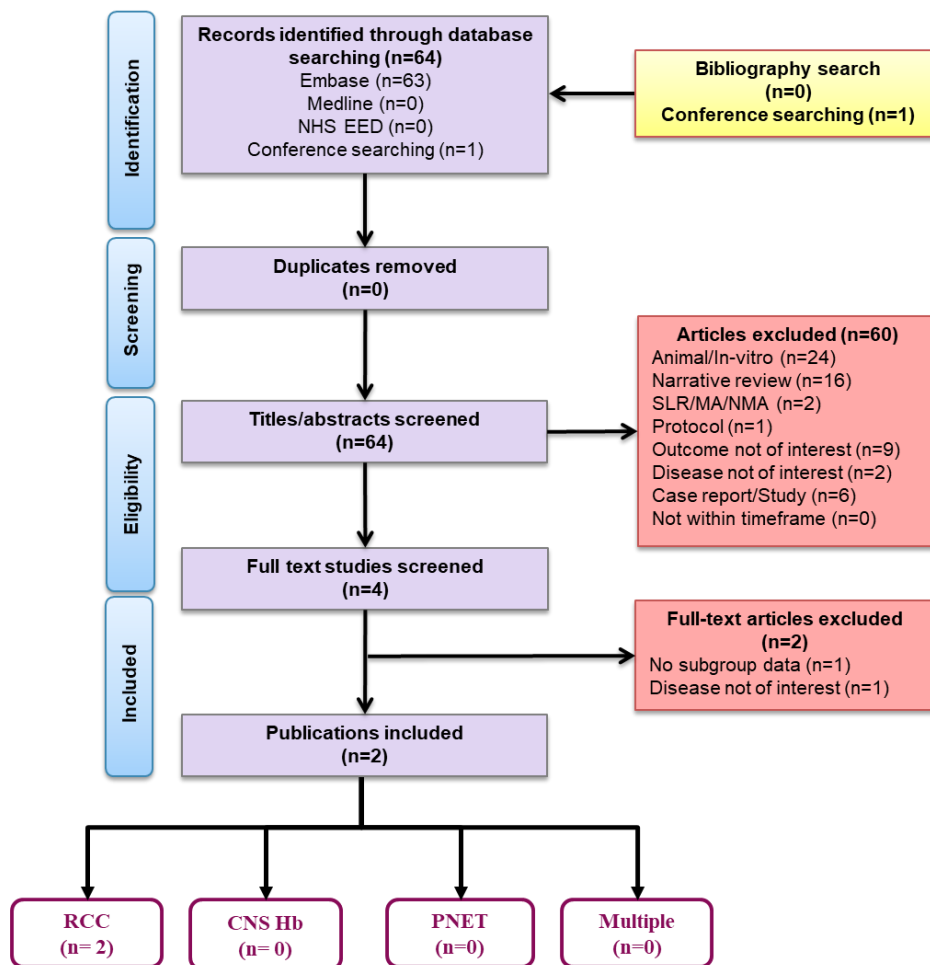 Identification
Records identified through database
searching (n=64)
Embase (n=63)
Medline (n=0)
NHS EED (n=0)
Conference searching (n=1)
Bibliography search
(n=0)
Conference searching (n=1)
Screening
Duplicates removed
(n=0)
Titles/abstracts screened
(n=64)
Articles excluded (n=60)
Animal/In-vitro (n=24)
Narrative review (n=16)
SLR/MA/NMA (n=2)
Protocol (n=1)
Outcome not of interest (n=9)
Disease not of interest (n=2)
Case report/Study (n=6)
Not within timeframe (n=0)
Eligibility
Full text studies screened
(n=4)
Full-text articles excluded
(n=2)
No subgroup data (n=1)
Disease not of interest (n=1)
Included
Publications included
(n=2)
RCC
(n= 2)
CNS Hb
(n= 0)
PNET
(n=0)
Multiple
(n=0)